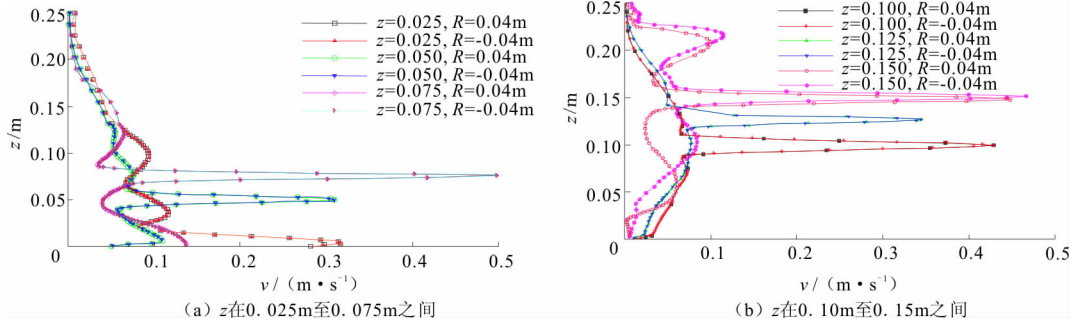 0.25
0.20
0.15
0.10
0.05
0
z/m
0.1
0.2
0.3
0.4
0.5
v/（m·s⁻¹）
z=0.025, R=0.04m
z=0.025, R=-0.04m
z=0.050, R=0.04m
z=0.050, R=-0.04m
z=0.075, R=0.04m
z=0.075, R=-0.04m
（a）z在0. 025m至0. 075m之间
0.25
0.20
0.15
0.10
0.05
0
z/m
0.1
0.2
0.3
0.4
0.5
v/（m·s⁻¹）
z=0.100, R=0.04m
z=0.100, R=-0.04m
z=0.125, R=0.04m
z=0.125, R=-0.04m
z=0.150, R=0.04m
z=0.150, R=-0.04m
（b）z在0. 10m至0. 15m之间